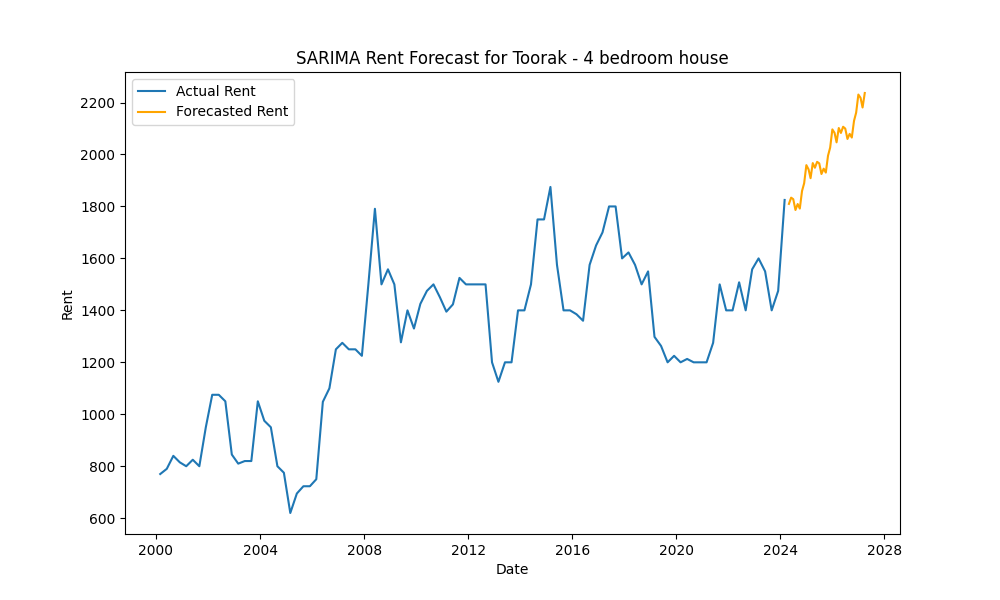 SARIMA Rent Forecast for Toorak - 4 bedroom house
Actual Rent
Forecasted Rent
2200
2000
1800
1600
1400
1200
1000
800
600
Rent
2000 2004 2008 2012 2016 2020 2024 2028
Date